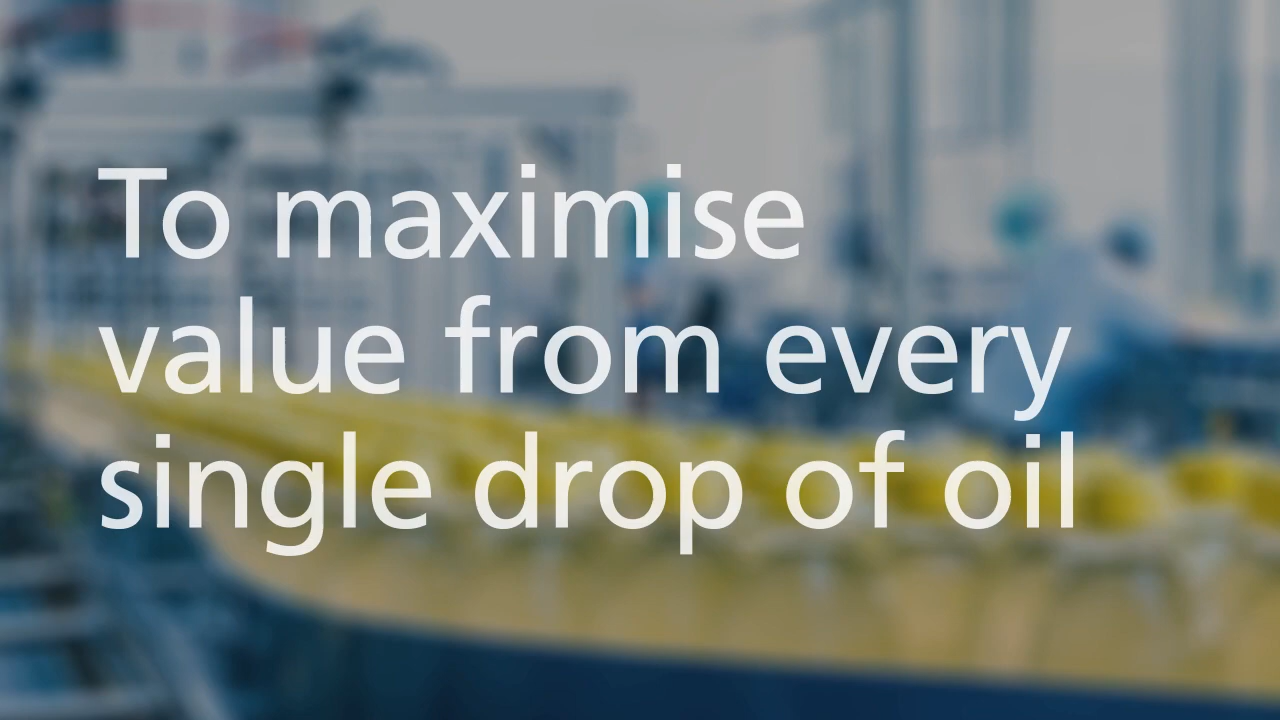 To maximise
value from every
single drop of oil